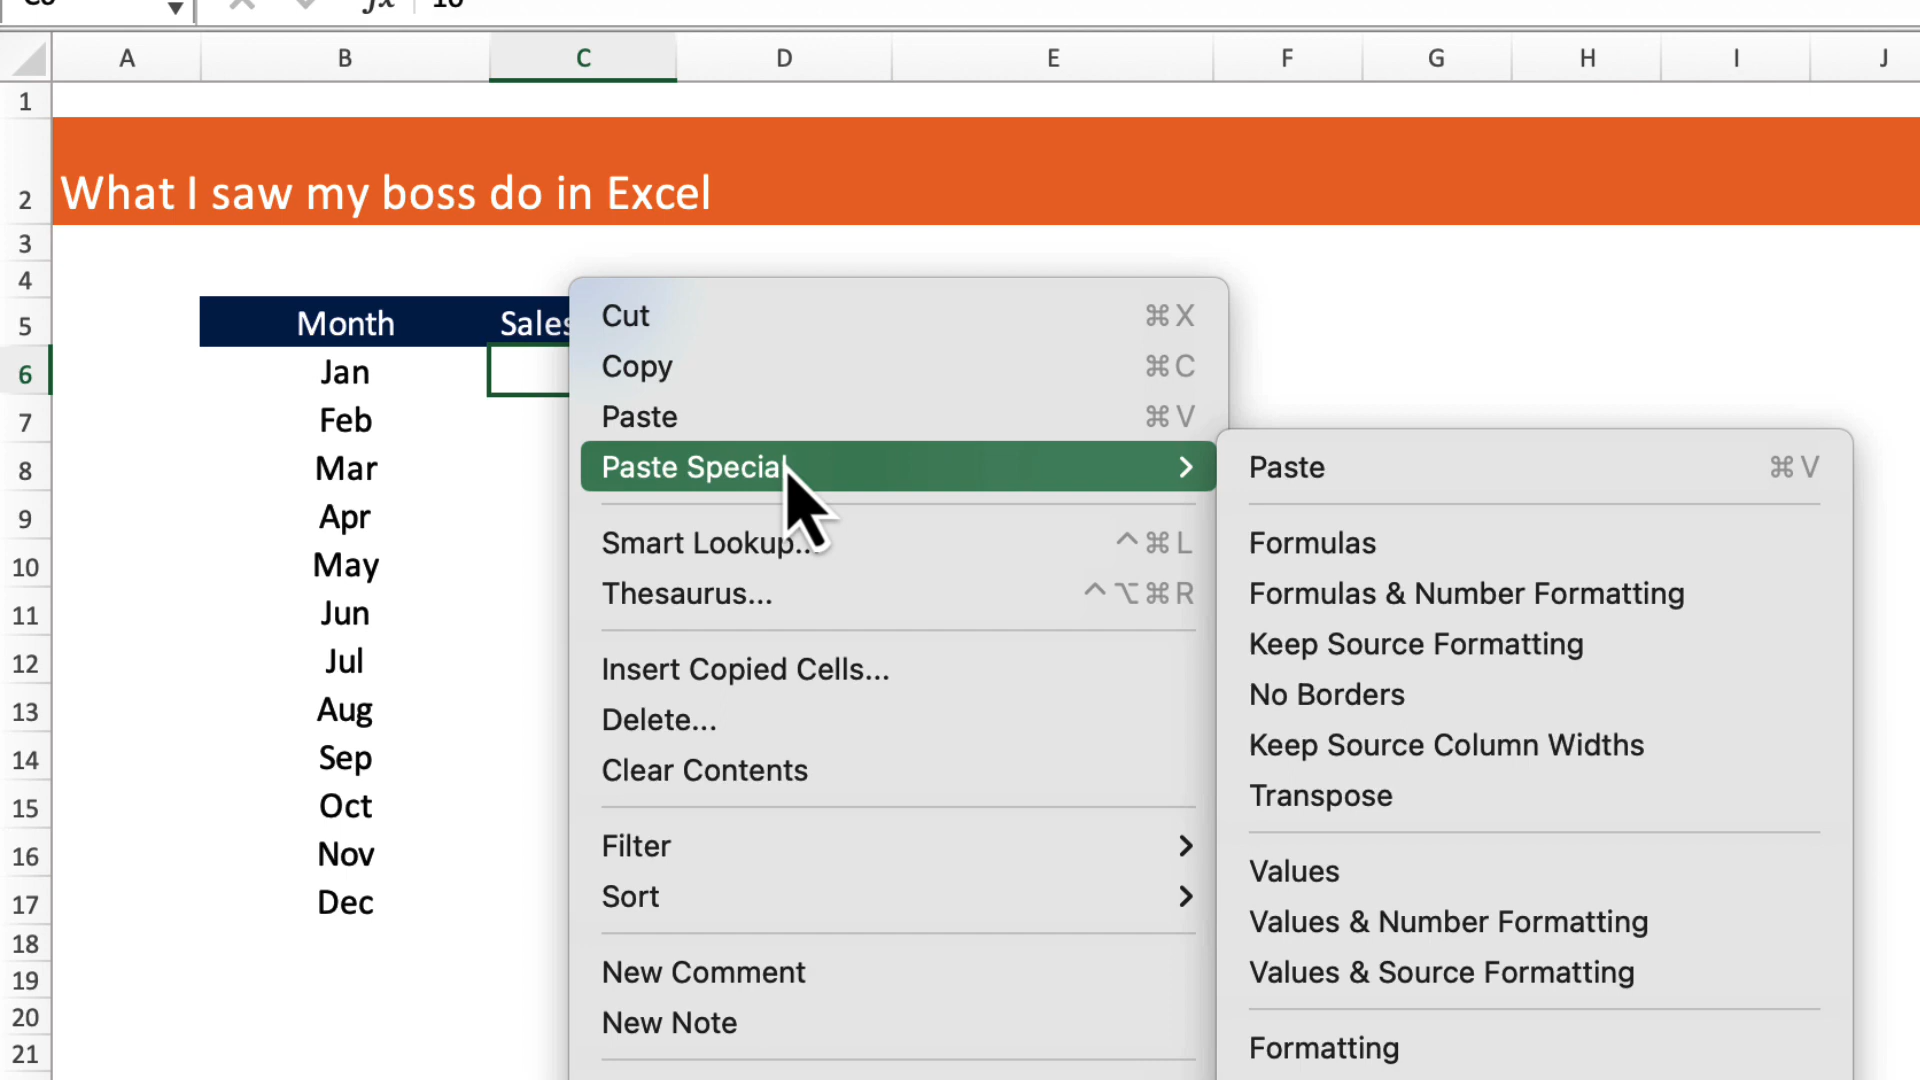 fx
A B C D E F G H I J
1
2 What I saw my boss do in Excel
3
4
5 Month Sales
6 Jan
7 Feb
8 Mar
9 Apr
10 May
11 Jun
12 Jul
13 Aug
14 Sep
15 Oct
16 Nov
17 Dec
18
19
20
21
Cut ⌘X
Copy ⌘C
Paste ⌘V
Paste Special
Smart Lookup... ^⌘L
Thesaurus... ^⌥⌘R
Insert Copied Cells...
Delete...
Clear Contents
Filter
Sort
New Comment
New Note
Paste ⌘V
Formulas
Formulas & Number Formatting
Keep Source Formatting
No Borders
Keep Source Column Widths
Transpose
Values
Values & Number Formatting
Values & Source Formatting
Formatting